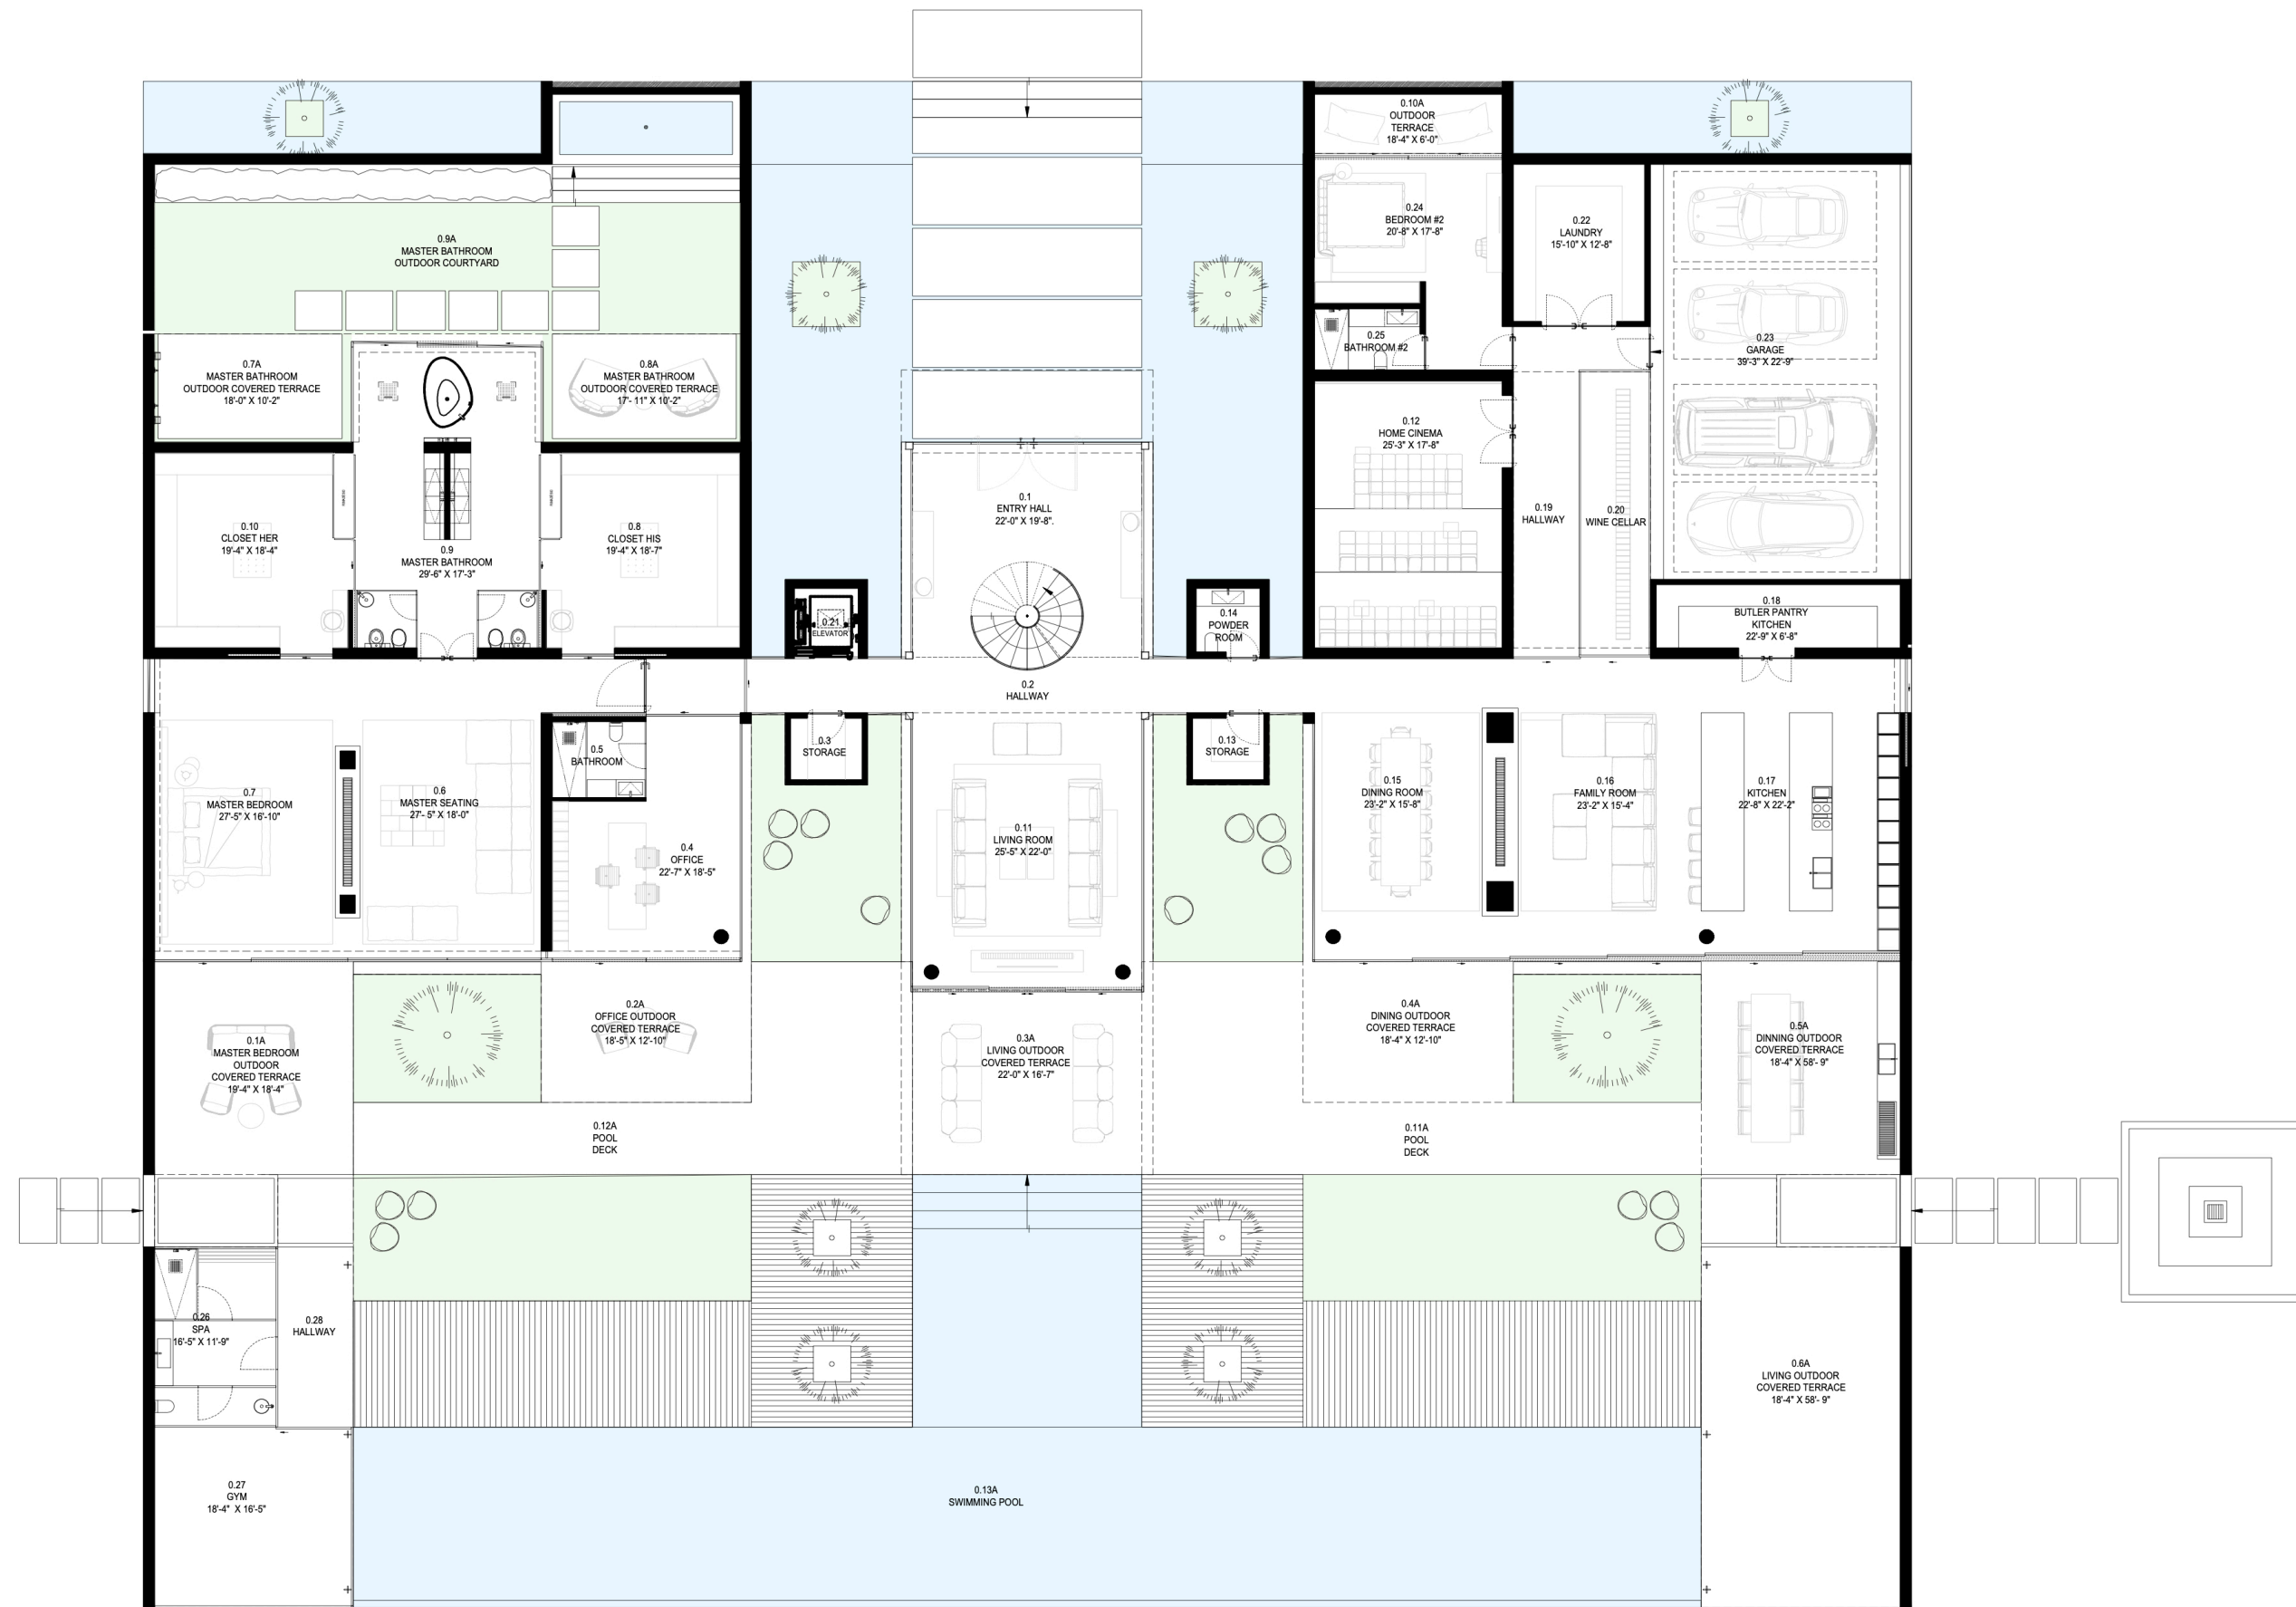 0.10A
OUTDOOR
TERRACE
18'-4" X 6'-0"
0.9A
MASTER BATHROOM
OUTDOOR COURTYARD
0.24
BEDROOM #2
20'-8" X 17'-8"
0.22
LAUNDRY
15'-10" X 12'-8"
0.7A
MASTER BATHROOM
OUTDOOR COVERED TERRACE
18'-0" X 10'-2"
0.8A
MASTER BATHROOM
OUTDOOR COVERED TERRACE
17'- 11" X 10'-2"
0.25
BATHROOM #2
0.23
GARAGE
39'-3" X 22'-9"
0.12
HOME CINEMA
25'-3" X 17'-8"
0.1
ENTRY HALL
22'-0" X 19'-8".
0.19
HALLWAY
0.20
WINE CELLAR
0.10
CLOSET HER
19'-4" X 18'-4"
0.9
MASTER BATHROOM
29'-6" X 17'-3"
0.8
CLOSET HIS
19'-4" X 18'-7"
0.21
ELEVATOR
0.14
POWDER
ROOM
0.18
BUTLER PANTRY
KITCHEN
22'-9" X 6'-8"
0.2
HALLWAY
0.5
BATHROOM
0.3
STORAGE
0.13
STORAGE
0.7
MASTER BEDROOM
27'-5" X 16'-10"
0.6
MASTER SEATING
27'- 5" X 18'-0"
0.4
OFFICE
22'-7" X 18'-5"
0.11
LIVING ROOM
25'-5" X 22'-0"
0.15
DINING ROOM
23'-2" X 15'-8"
0.16
FAMILY ROOM
23'-2" X 15'-4"
0.17
KITCHEN
22'-8" X 22'-2"
0.1A
MASTER BEDROOM
OUTDOOR
COVERED TERRACE
19'-4" X 18'-4"
0.2A
OFFICE OUTDOOR
COVERED TERRACE
18'-5" X 12'-10"
0.3A
LIVING OUTDOOR
COVERED TERRACE
22'-0" X 16'-7"
0.4A
DINING OUTDOOR
COVERED TERRACE
18'-4" X 12'-10"
0.5A
DINNING OUTDOOR
COVERED TERRACE
18'-4" X 58'- 9"
0.12A
POOL
DECK
0.11A
POOL
DECK
0.26
SPA
16'-5" X 11'-9"
0.28
HALLWAY
0.6A
LIVING OUTDOOR
COVERED TERRACE
18'-4" X 58'- 9"
0.27
GYM
18'-4" X 16'-5"
0.13A
SWIMMING POOL